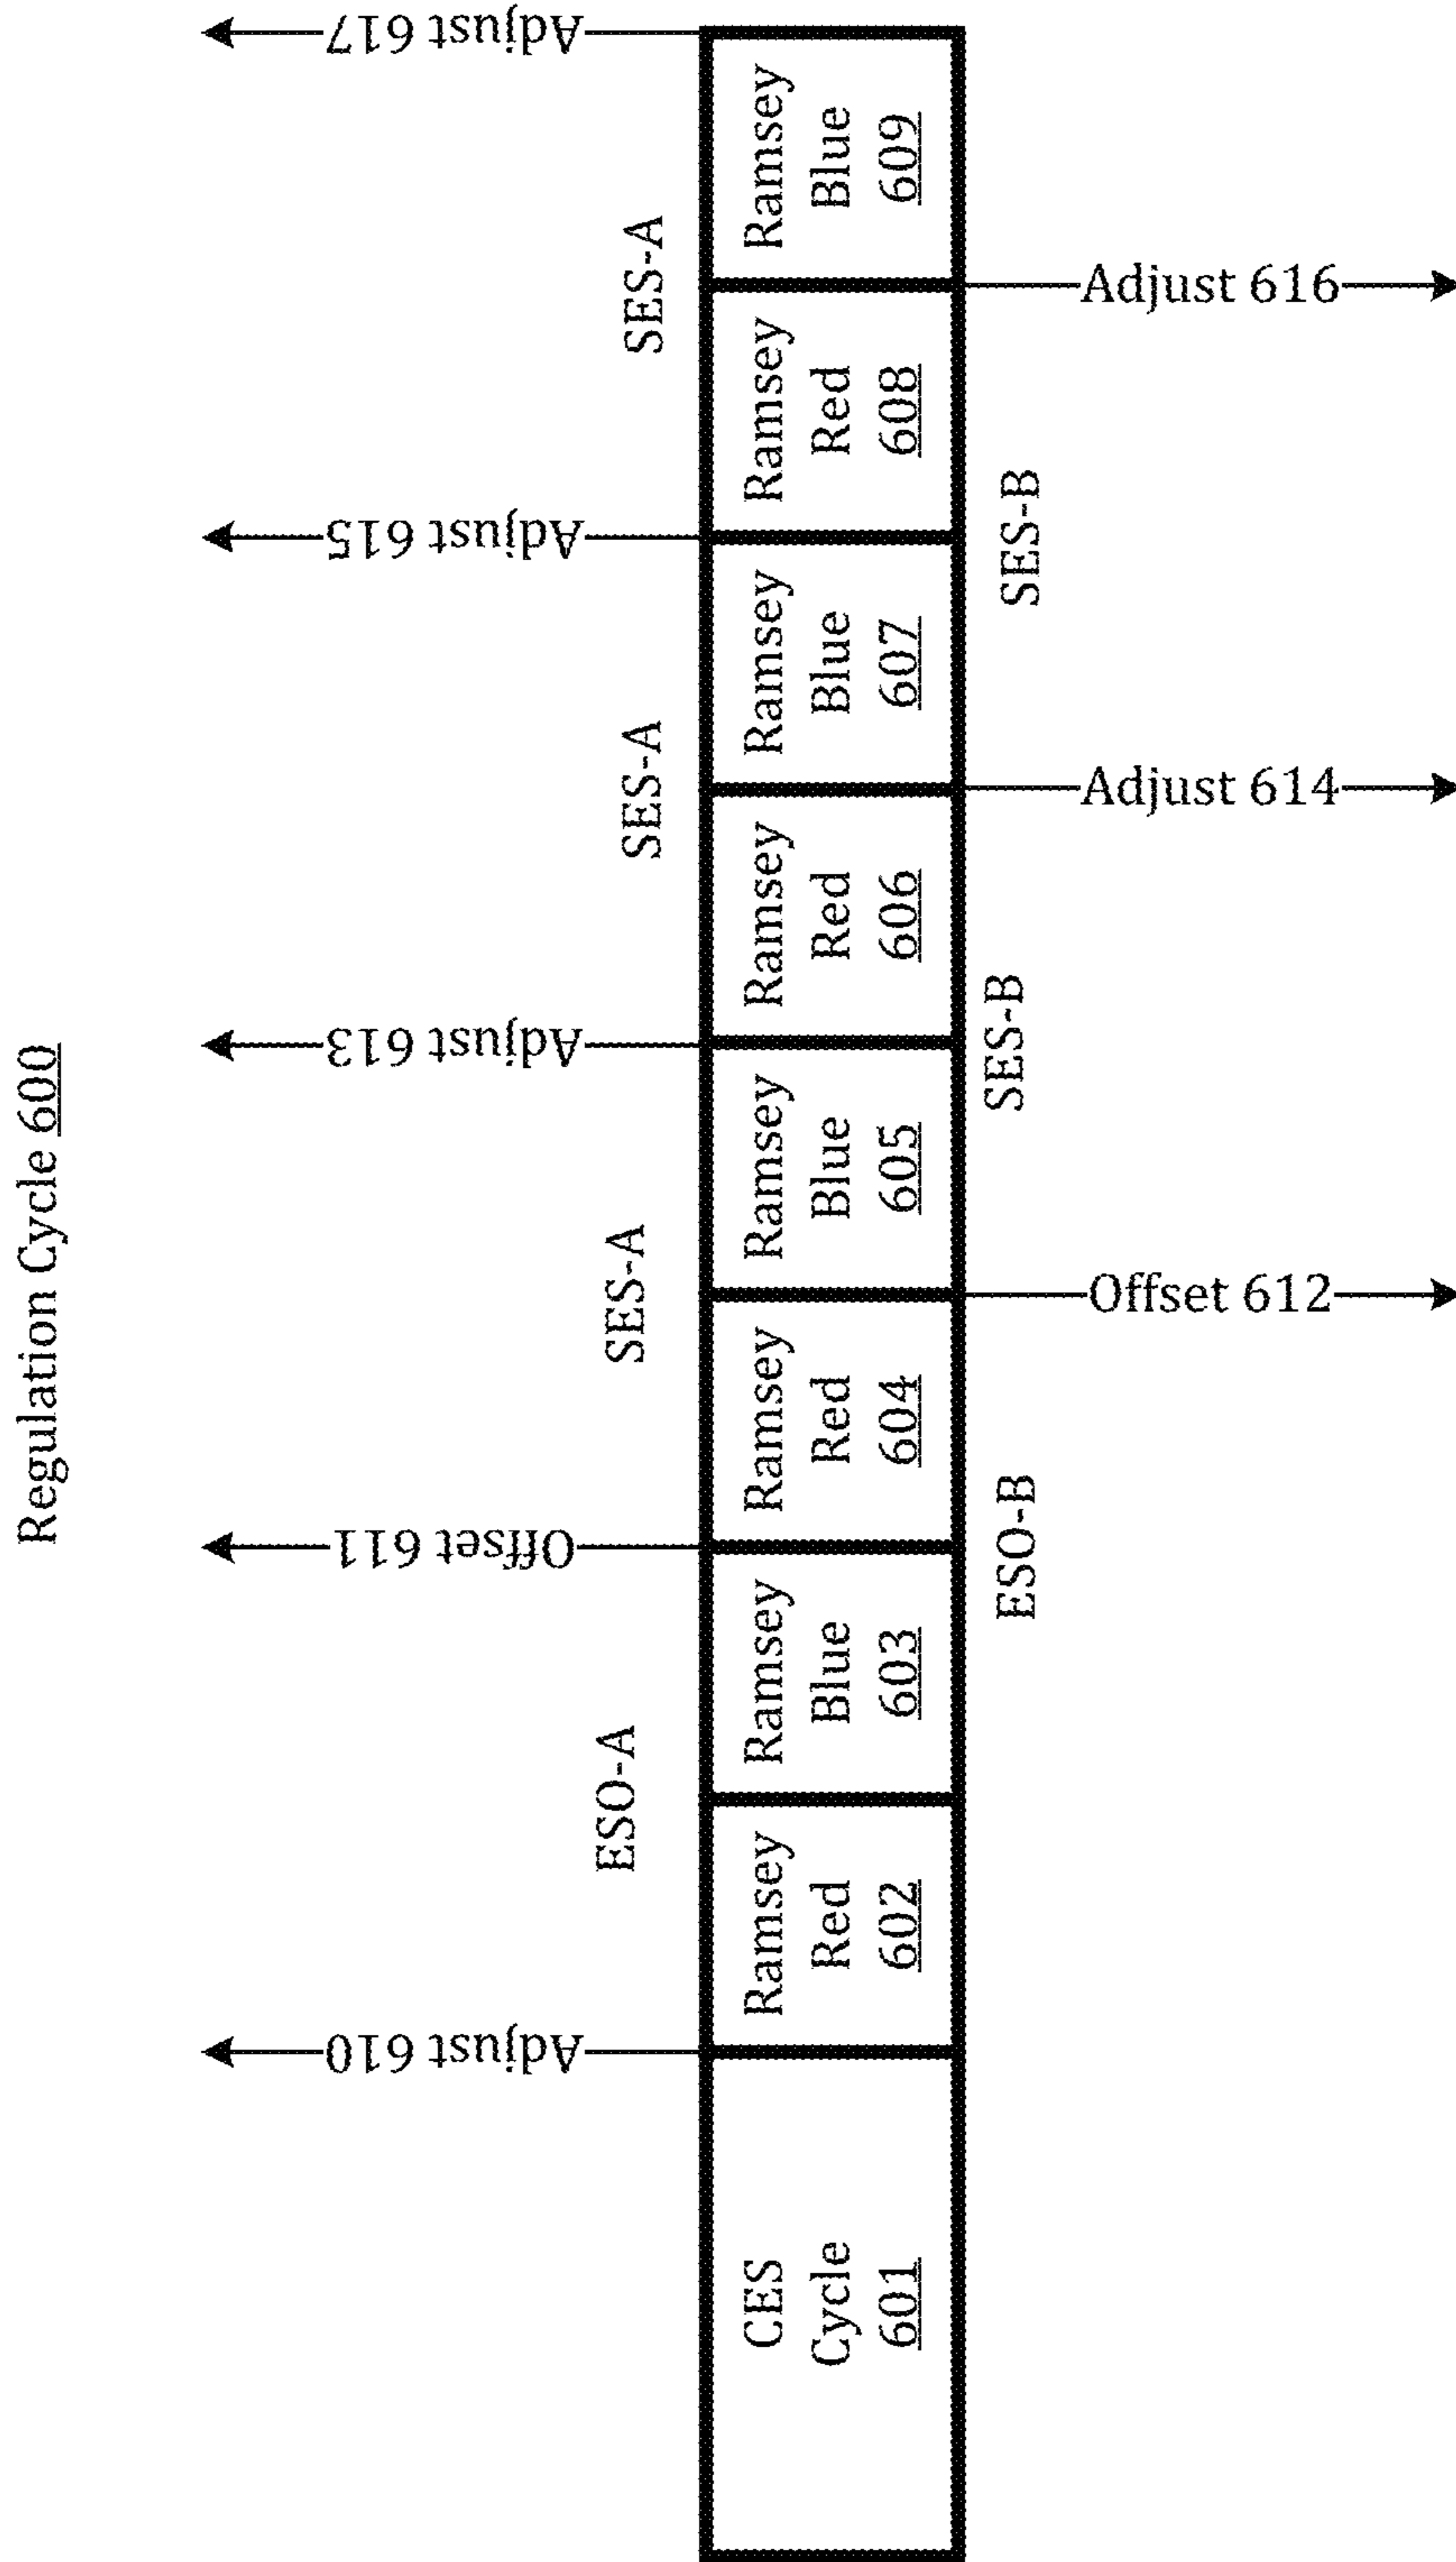 Regulation Cycle 600
Adjust 610
Offset 611
Adjust 613
Adjust 615
Adjust 617
ESO-A
SES-A
SES-A
SES-A
CES
Cycle
601
Ramsey
Red
602
Ramsey
Blue
603
Ramsey
Red
604
Ramsey
Blue
605
Ramsey
Red
606
Ramsey
Blue
607
Ramsey
Red
608
Ramsey
Blue
609
ESO-B
SES-B
SES-B
Offset 612
Adjust 614
Adjust 616